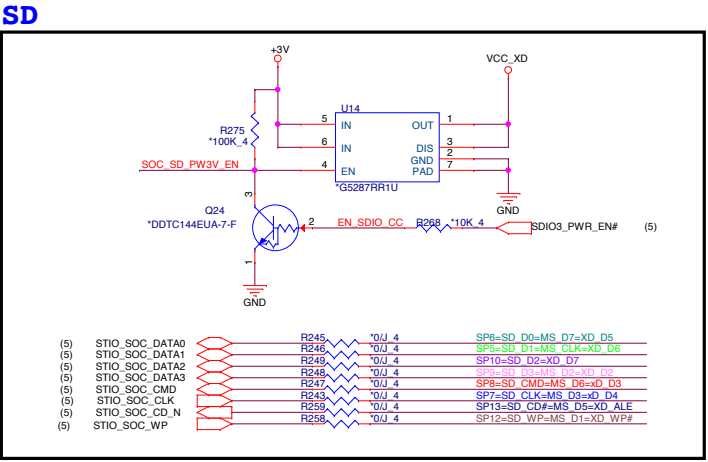 SD
+3V
VCC_XD
U14
R275
*100K_4
5 IN OUT 1
6 IN DIS 3
GND 2
4 EN PAD 7
SOC_SD_PW3V_EN
*G5287RR1U
3
GND
Q24
*DDTC144EUA-7-F
2 EN_SDIO_CC R268 *10K_4 SDIO3_PWR_EN# (5)
1
GND
(5) STIO_SOC_DATA0 R245 *0/J_4 SP6=SD_D0=MS_D7=XD_D5
(5) STIO_SOC_DATA1 R246 *0/J_4 SP5=SD_D1=MS_CLK=XD_D6
(5) STIO_SOC_DATA2 R249 *0/J_4 SP10=SD_D2=XD_D7
(5) STIO_SOC_DATA3 R248 *0/J_4 SP9=SD_D3=MS_D2=XD_D2
(5) STIO_SOC_CMD R247 *0/J_4 SP8=SD_CMD=MS_D6=xD_D3
(5) STIO_SOC_CLK R243 *0/J_4 SP7=SD_CLK=MS_D3=xD_D4
(5) STIO_SOC_CD_N R259 *0/J_4 SP13=SD_CD#=MS_D5=XD_ALE
(5) STIO_SOC_WP R258 *0/J_4 SP12=SD_WP=MS_D1=XD_WP#